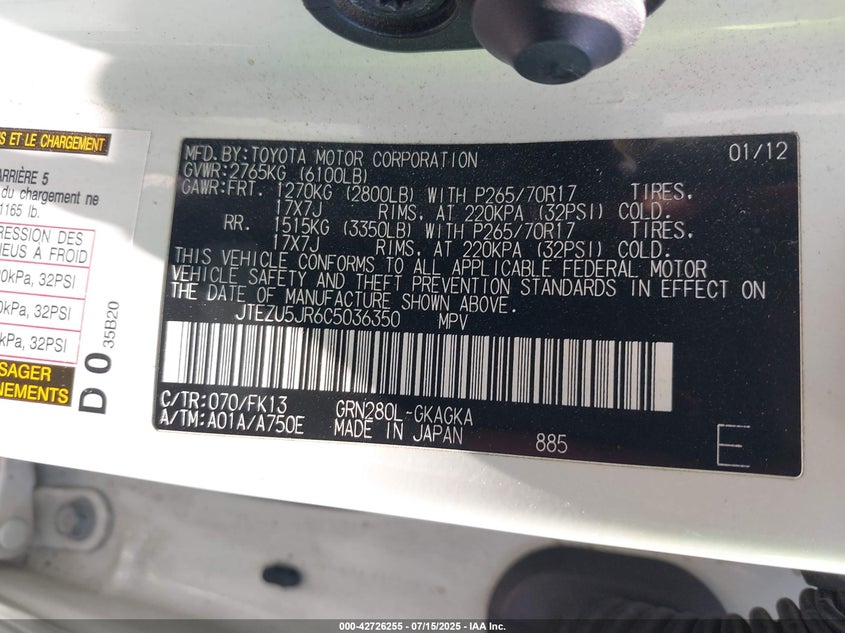 S ET LE CHARGEMENT
ARRIÈRE 5
du chargement ne
1165 lb.
RESSION DES
NEUS À FROID
0kPa, 32PSI
0kPa, 32PSI
kPa, 32PSI
SAGER
NEMENTS
D 0 35B20
MFD. BY: TOYOTA MOTOR CORPORATION 01/12
GVWR: 2765KG (6100LB)
GAWR: FRT. 1270KG (2800LB) WITH P265/70R17 TIRES.
17X7J RIMS. AT 220KPA (32PSI) COLD.
RR. 1515KG (3350LB) WITH P265/70R17 TIRES.
17X7J RIMS. AT 220KPA (32PSI) COLD.
THIS VEHICLE CONFORMS TO ALL APPLICABLE FEDERAL MOTOR
VEHICLE SAFETY AND THEFT PREVENTION STANDARDS IN EFFECT ON
THE DATE OF MANUFACTURE SHOWN ABOVE.
JTEZU5JR6C5036350 MPV
C/TR: 070/FK13 GRN280L-GKAGKA
A/TM: A01A/A750E MADE IN JAPAN 885 E
000-42726255 - 07/15/2025 - IAA Inc.